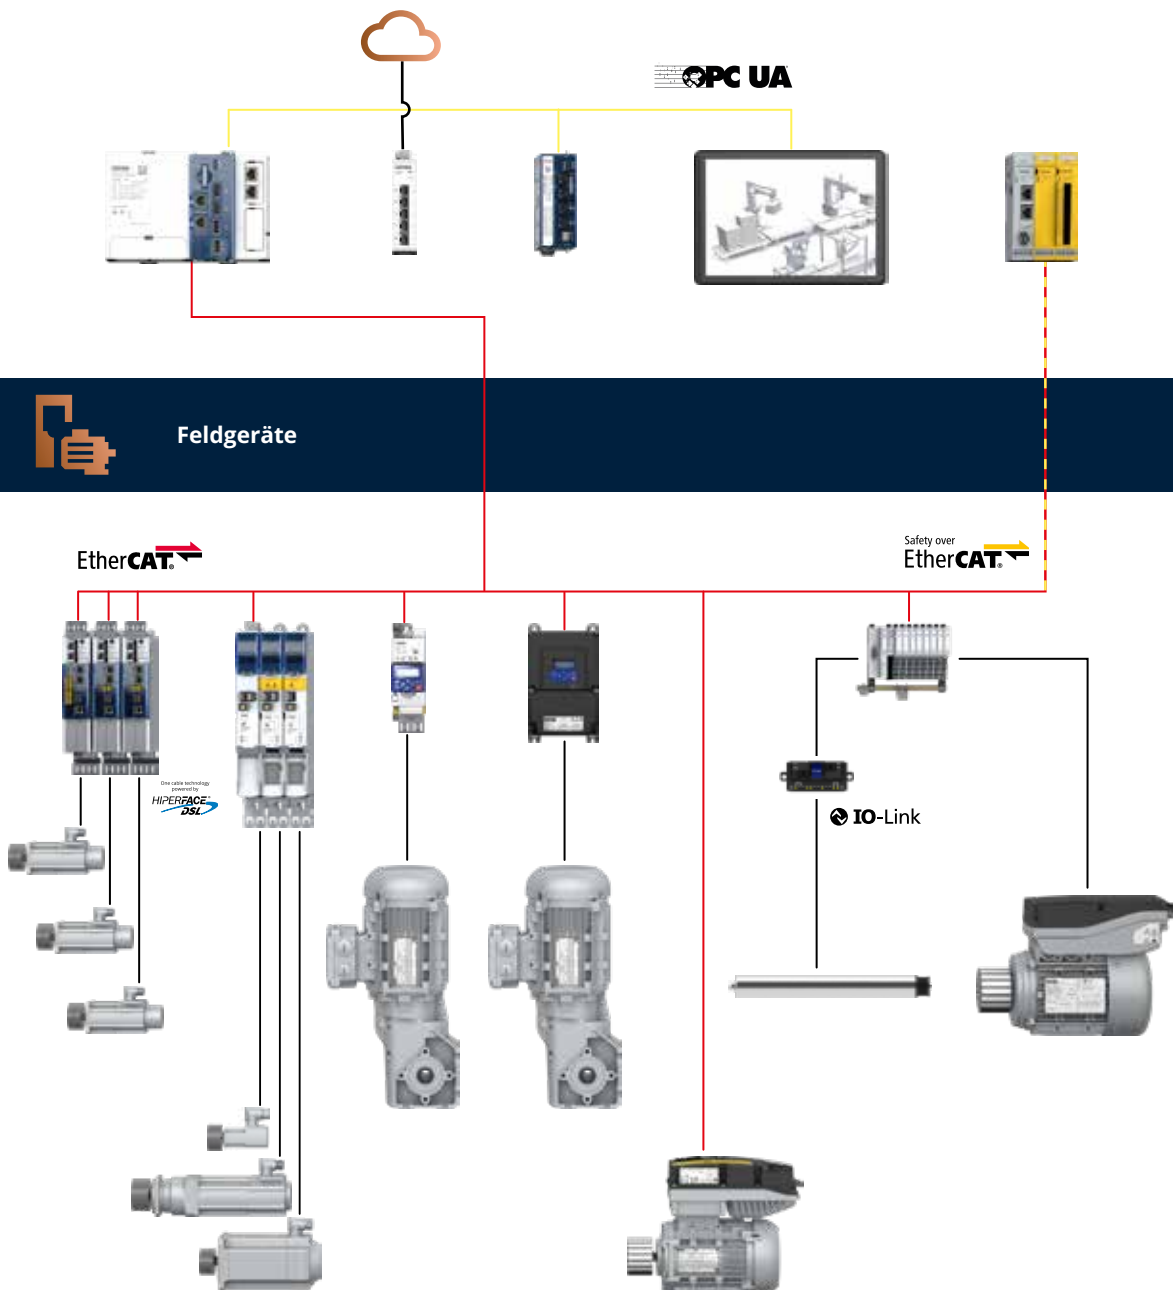 OPC UA
Feldgeräte
EtherCAT®
Safety over
EtherCAT®
One cable technology
powered by
HIPERFACE®
DSL
IO-Link